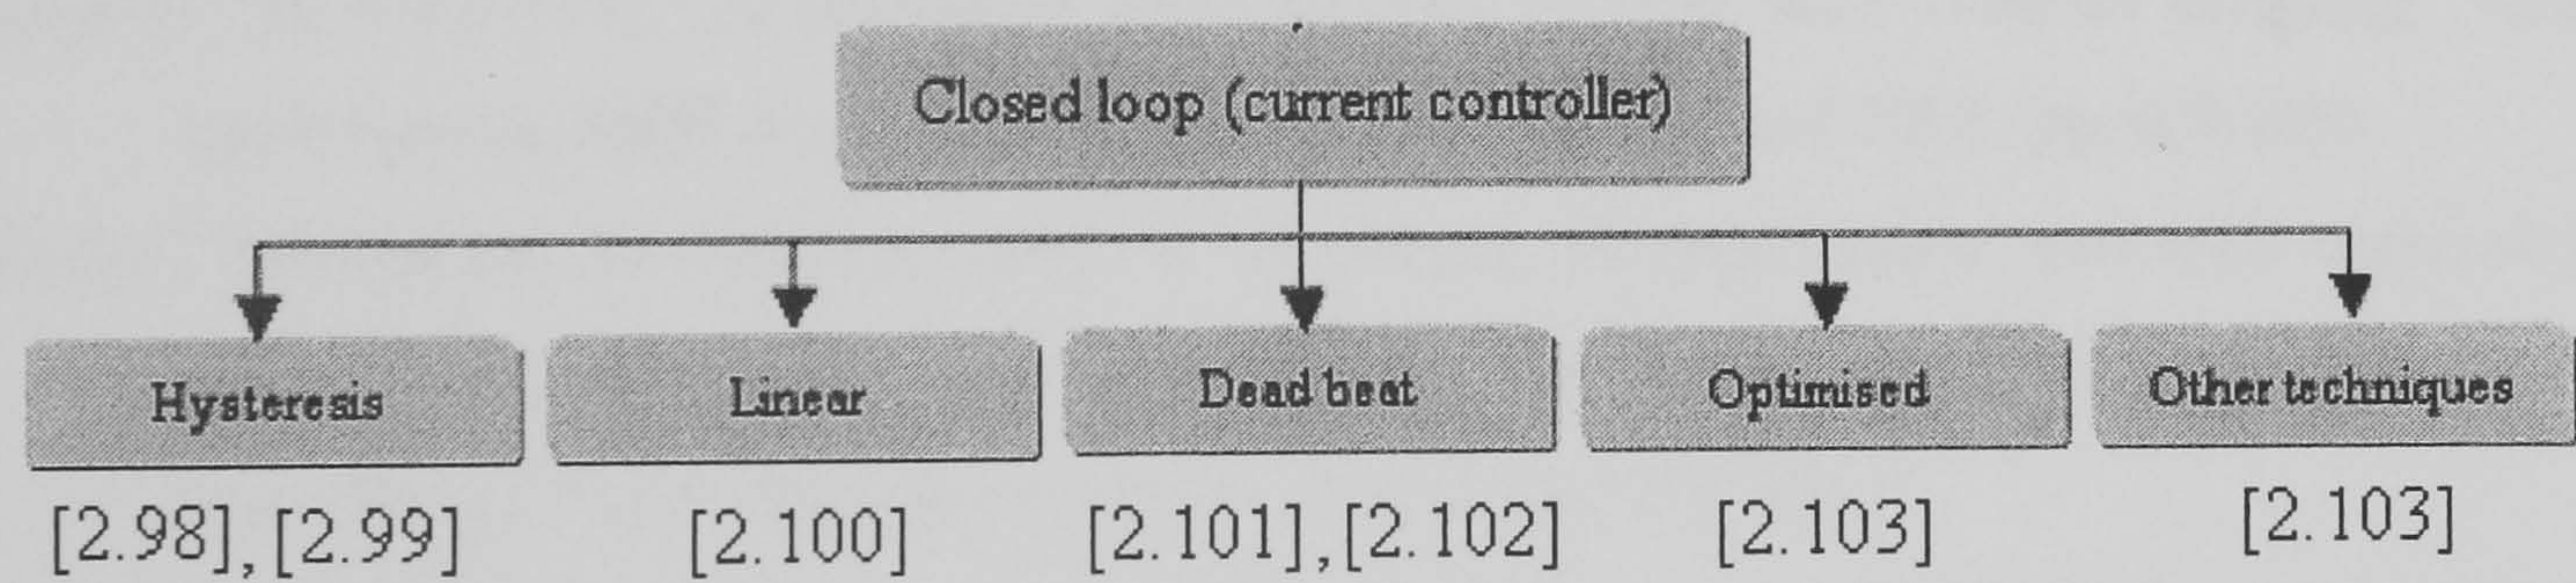 Closed loop (current controller)
Hysteresis Linear Dead beat Optimised Other techniques
[2.98], [2.99] [2.100] [2.101], [2.102] [2.103] [2.103]